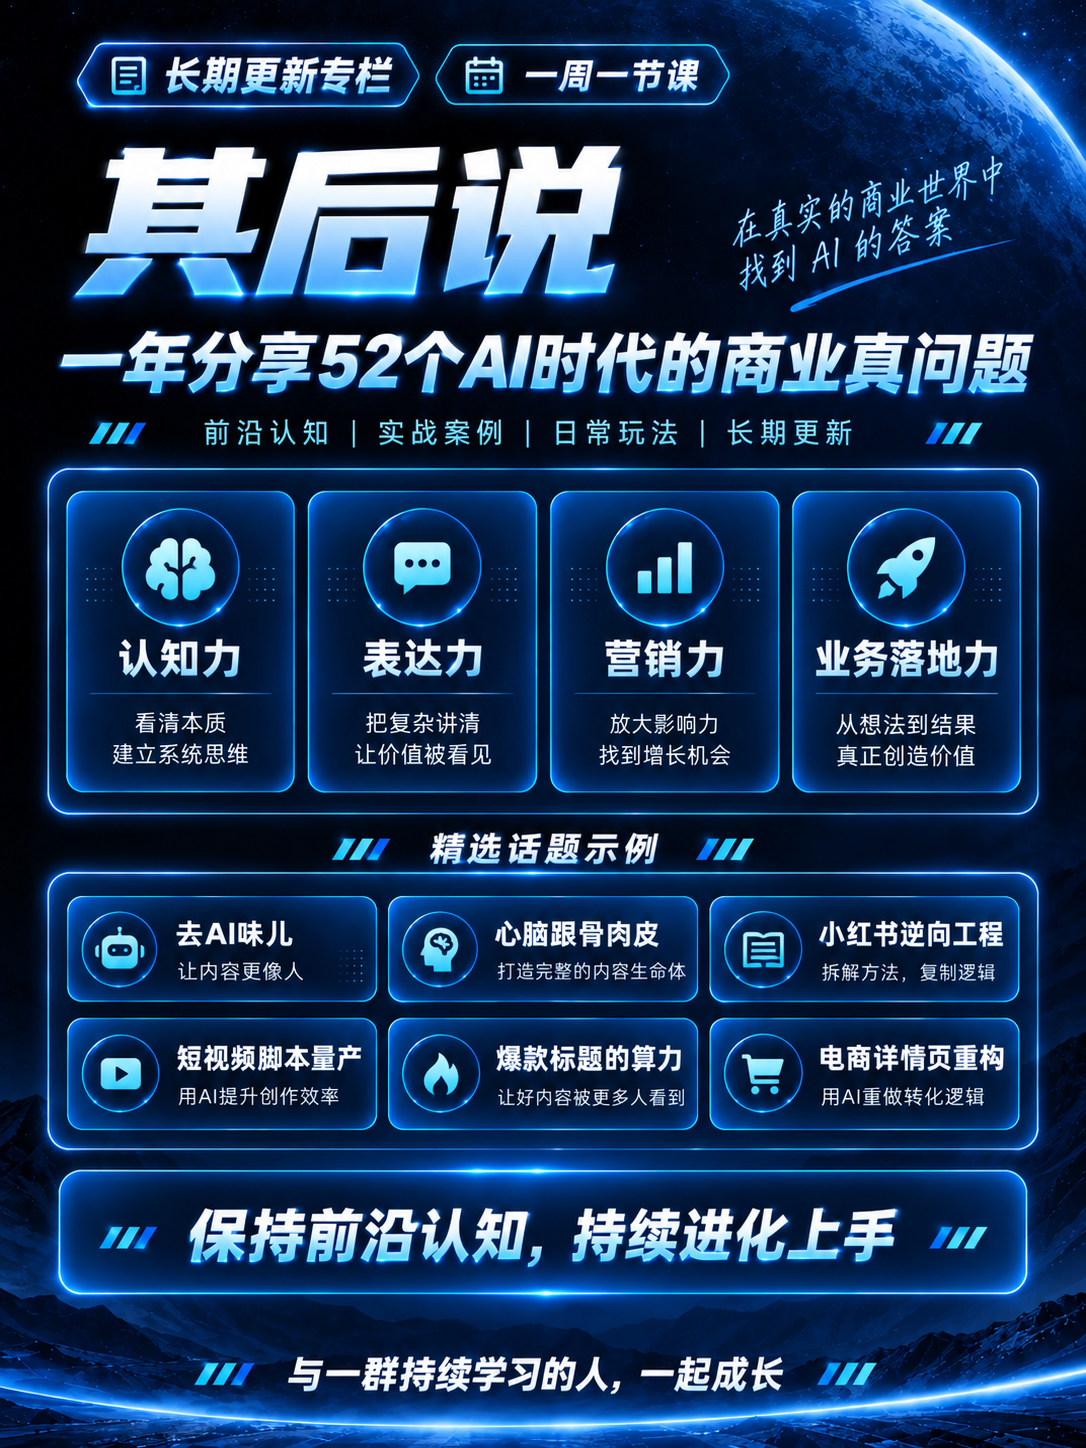 长期更新专栏
一周一节课
其后说
在真实的商业世界中
找到 AI 的答案
一年分享52个AI时代的商业真问题
前沿认知 | 实战案例 | 日常玩法 | 长期更新
认知力
看清本质
建立系统思维
表达力
把复杂讲清
让价值被看见
营销力
放大影响力
找到增长机会
业务落地力
从想法到结果
真正创造价值
精选话题示例
去AI味儿
让内容更像人
心脑跟骨肉皮
打造完整的内容生命体
小红书逆向工程
拆解方法，复制逻辑
短视频脚本量产
用AI提升创作效率
爆款标题的算力
让好内容被更多人看到
电商详情页重构
用AI重做转化逻辑
保持前沿认知，持续进化上手
与一群持续学习的人，一起成长